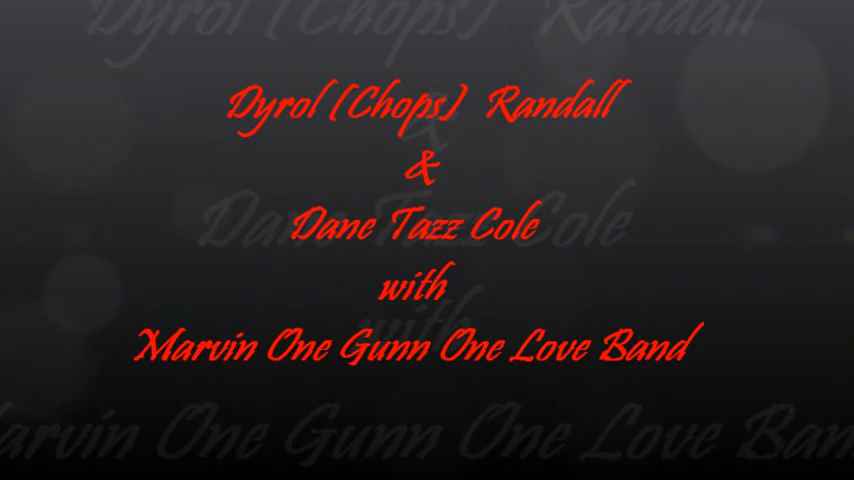 Dyrol (Chops) Randall
&
Dane Tazz Cole
with
Marvin One Gunn One Love Band